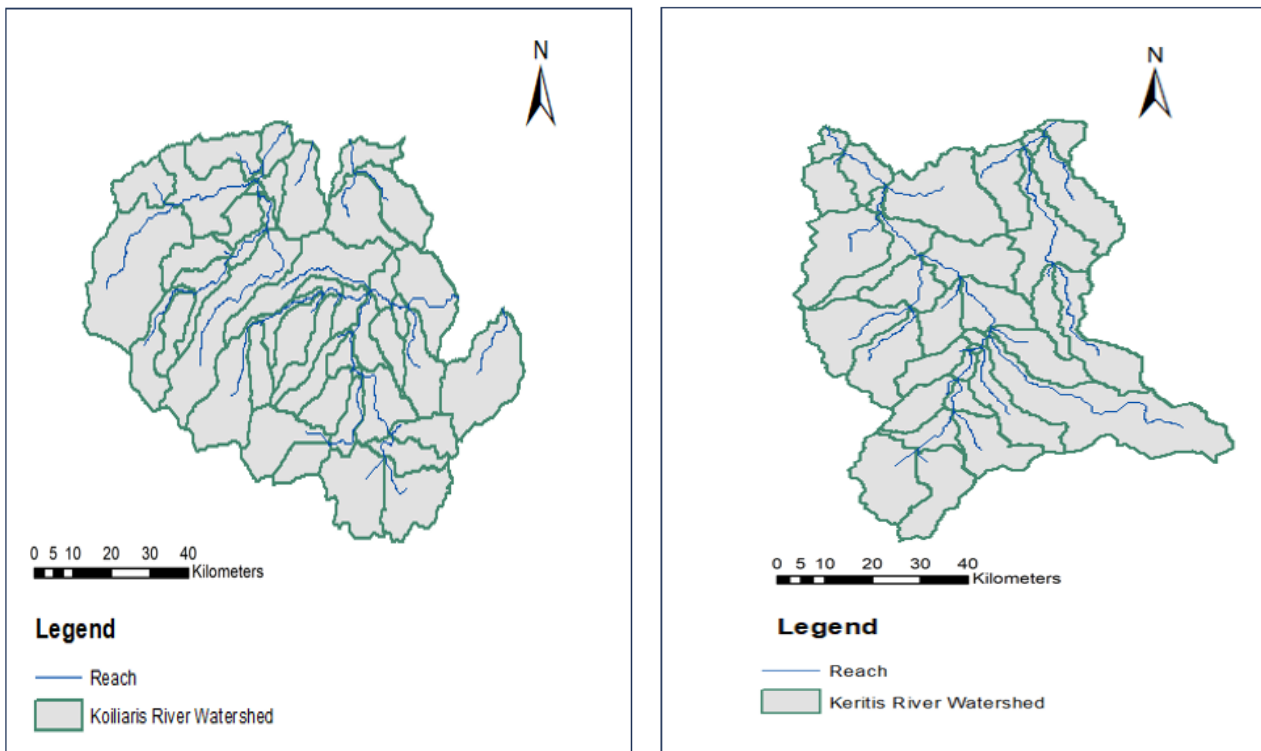 N
0 5 10 20 30 40
Kilometers
Legend
Reach
Koiliaris River Watershed
N
0 5 10 20 30 40
Kilometers
Legend
Reach
Keritis River Watershed